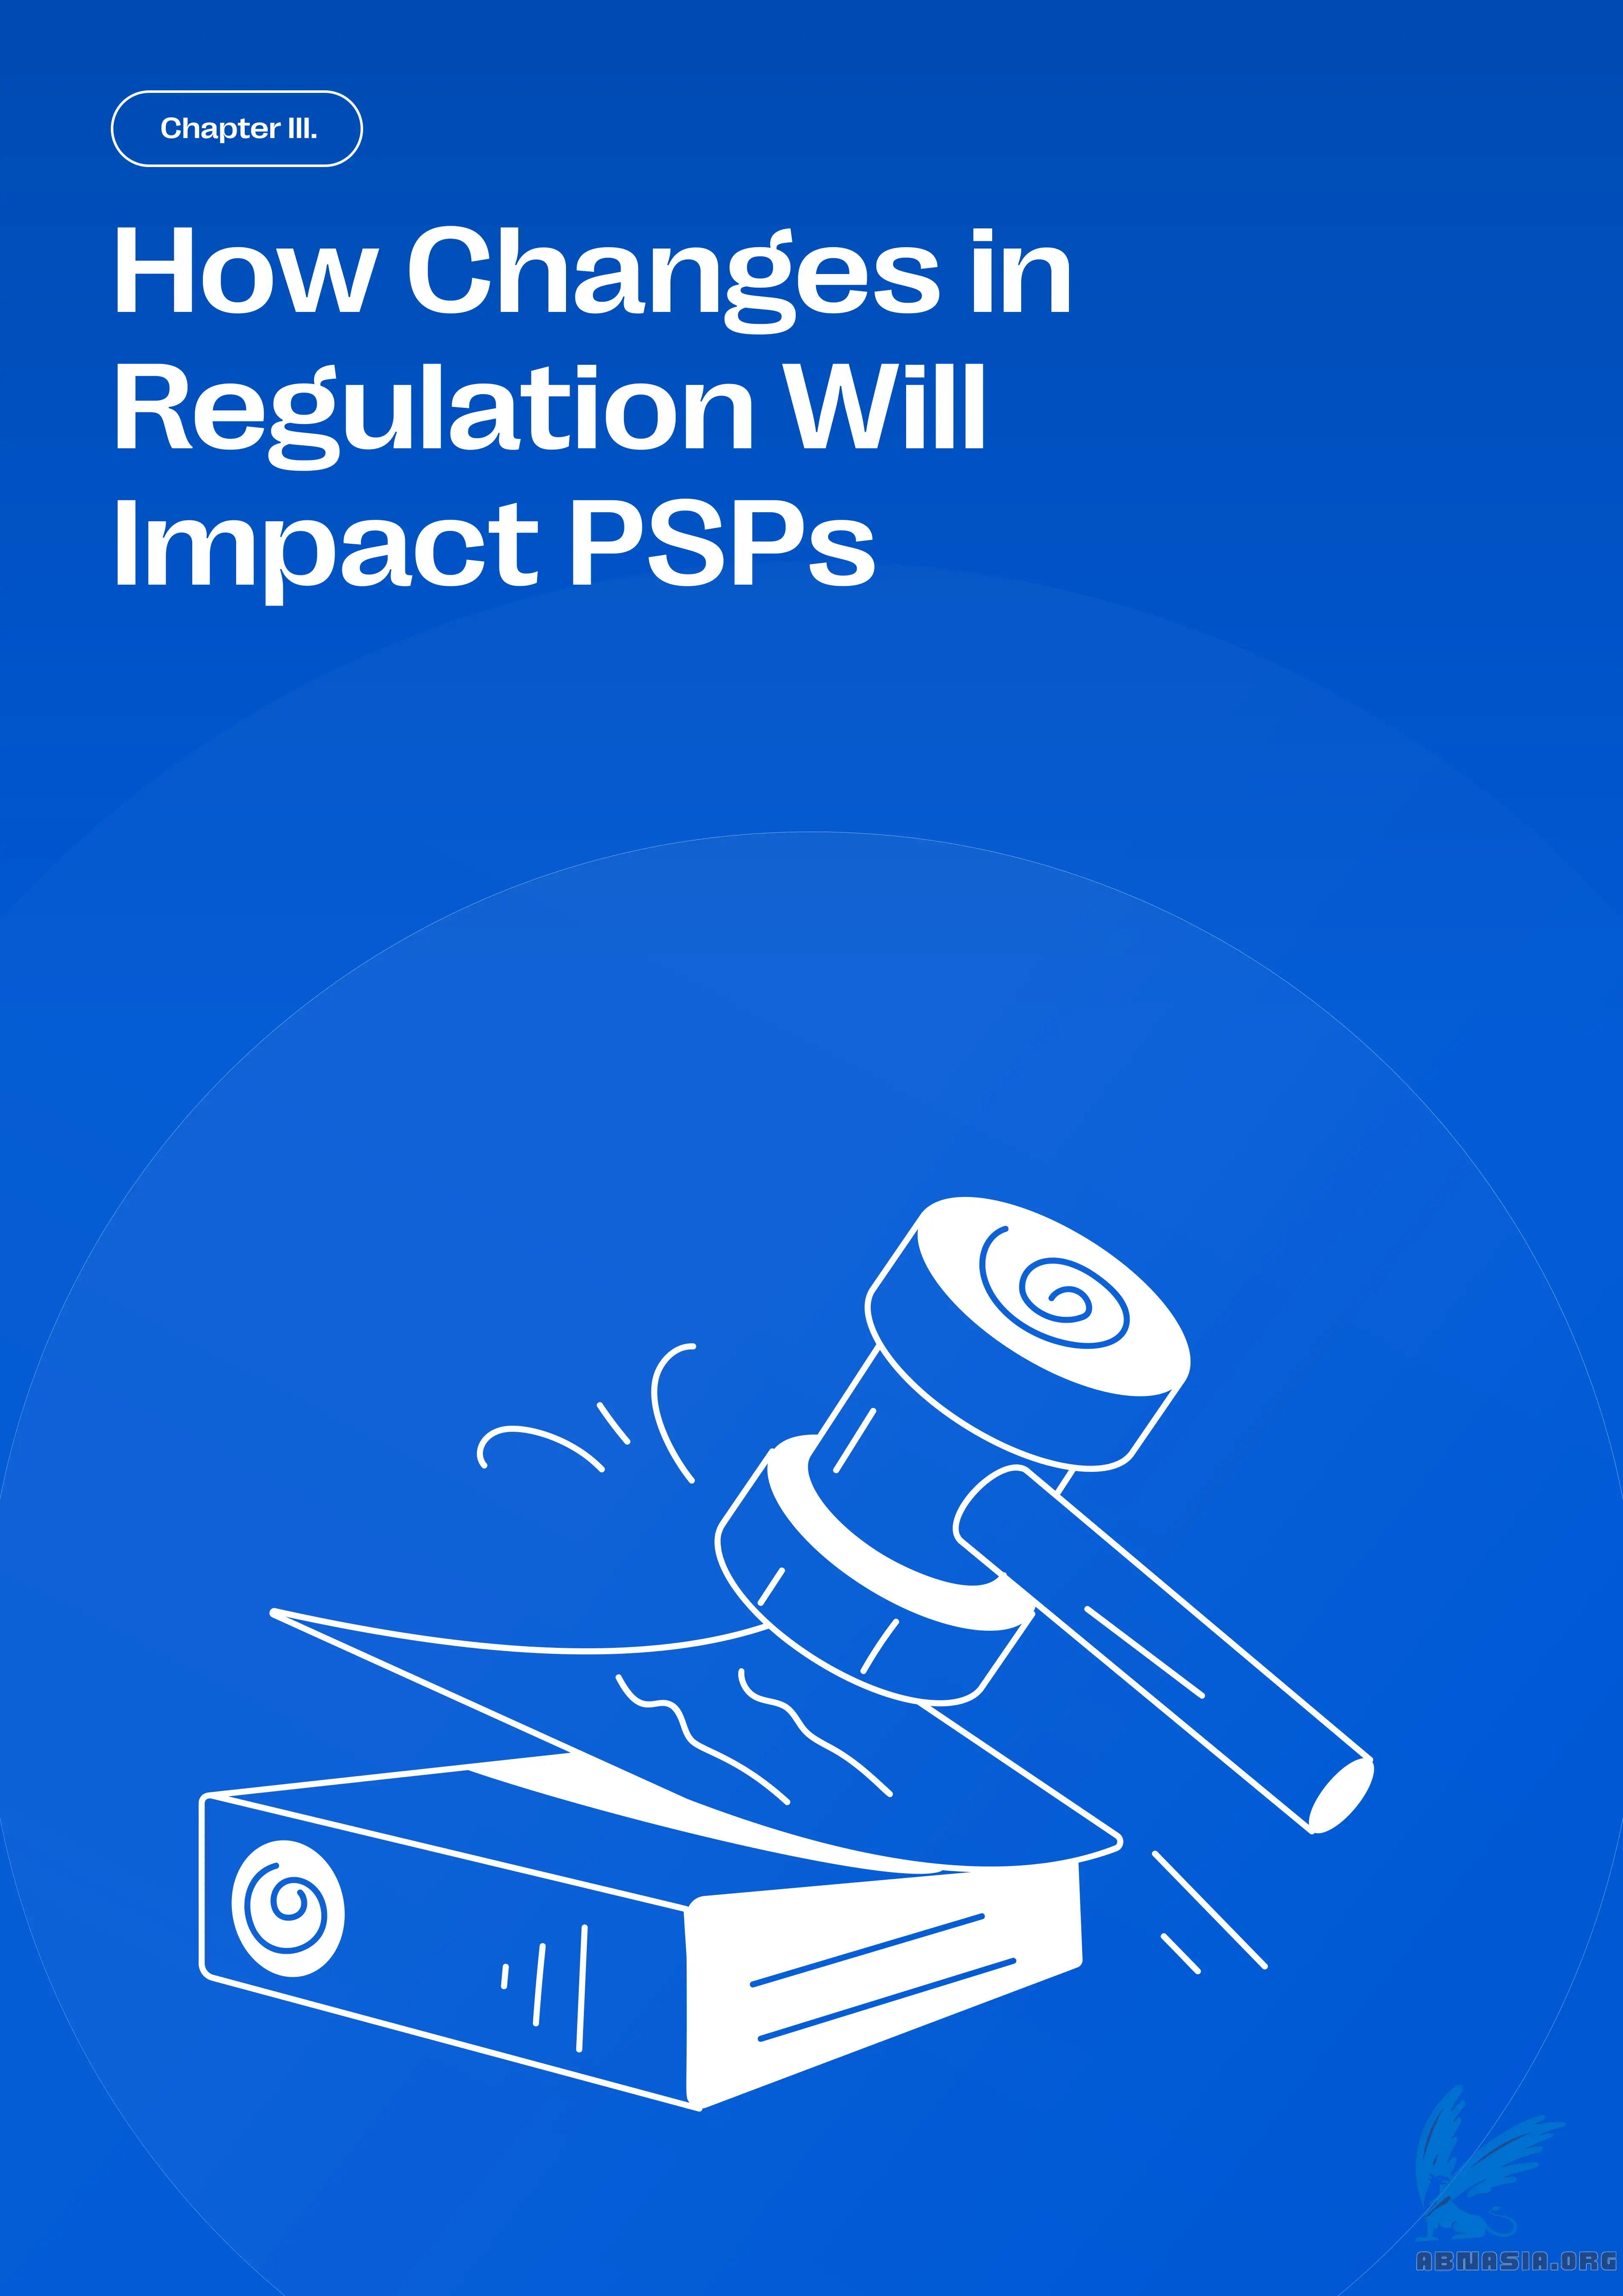 Chapter III.
How Changes in
Regulation Will
Impact PSPs
ABNASIA.ORG